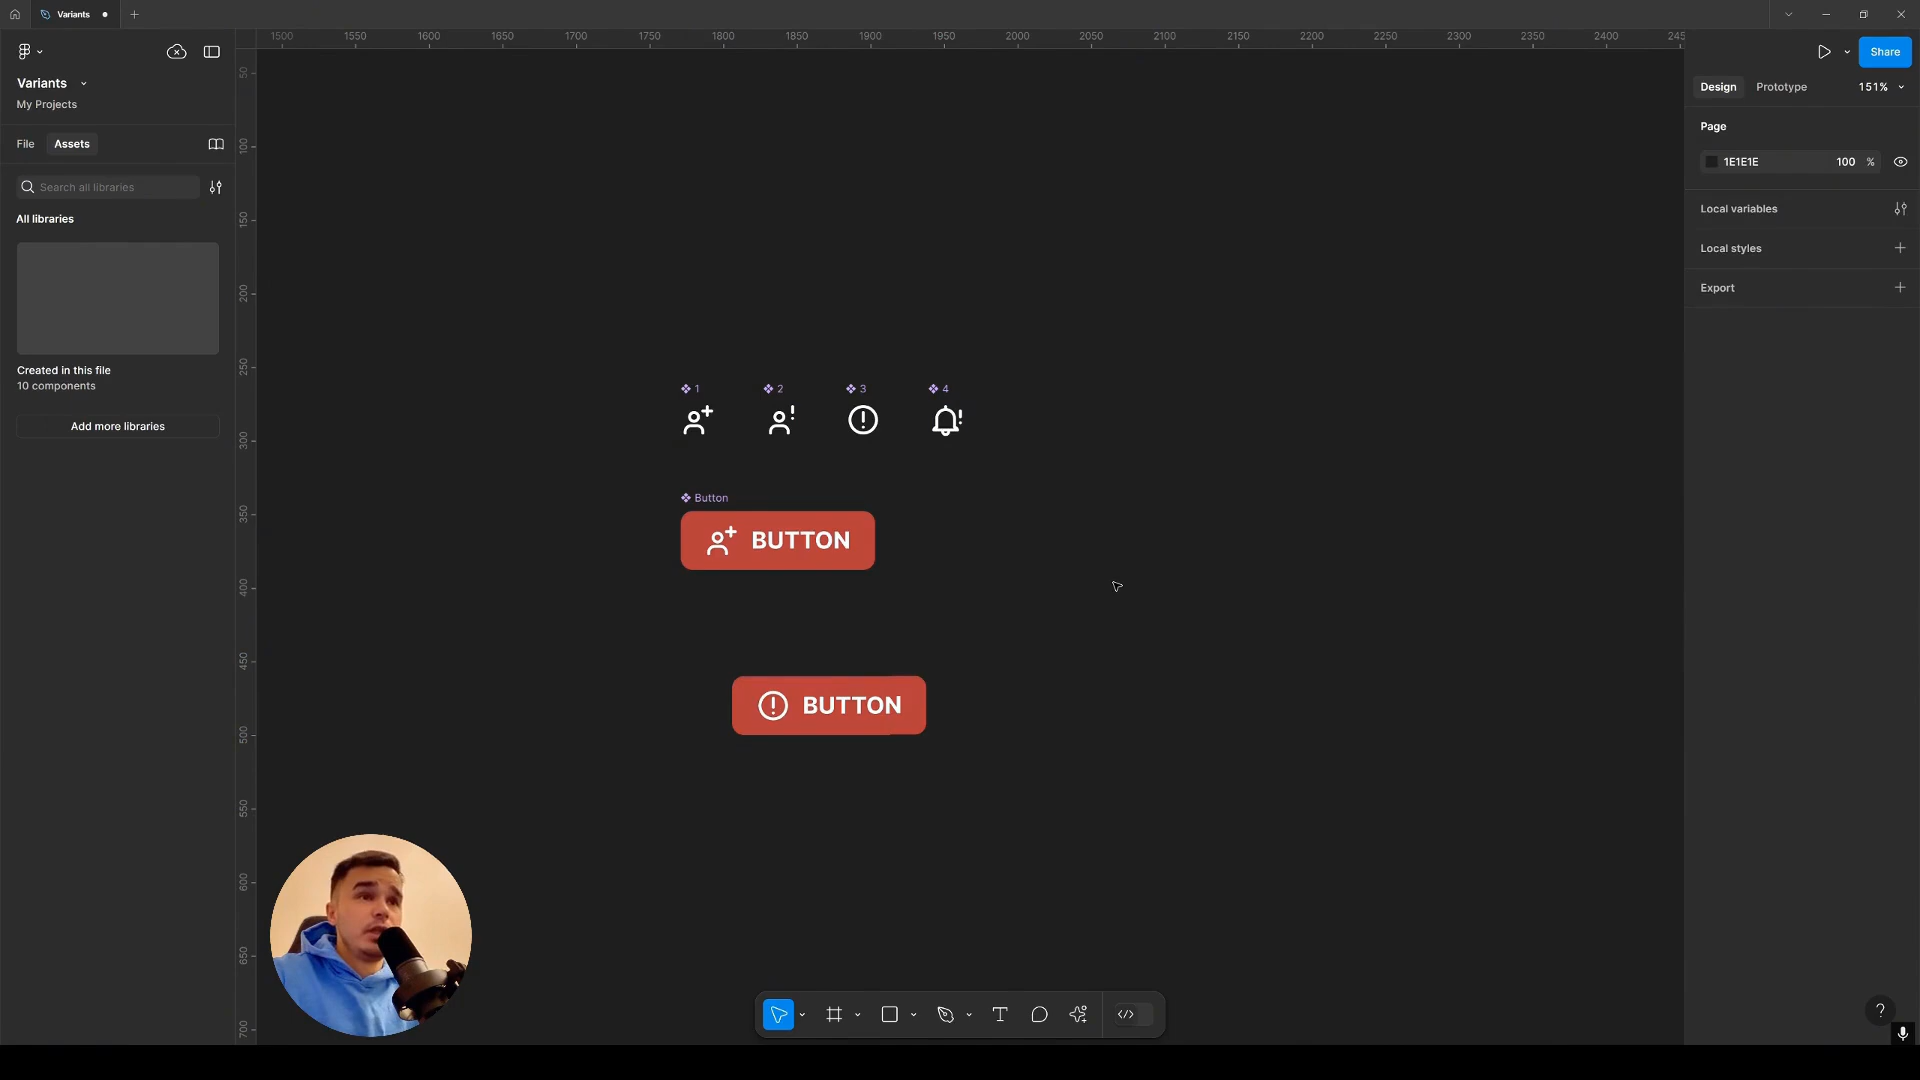 Variants
1500 1550 1600 1650 1700 1750 1800 1850 1900 1950 2000 2050 2100 2150 2200 2250 2300 2350 2400 245
Share
Variants
My Projects
Design Prototype 151%
File Assets
Page
1E1E1E 100 %
Search all libraries
All libraries
Local variables
Local styles
Export
Created in this file
10 components
Add more libraries
1 2 3 4
Button
BUTTON
BUTTON
50
100
150
200
250
300
350
400
450
500
550
600
650
700
?